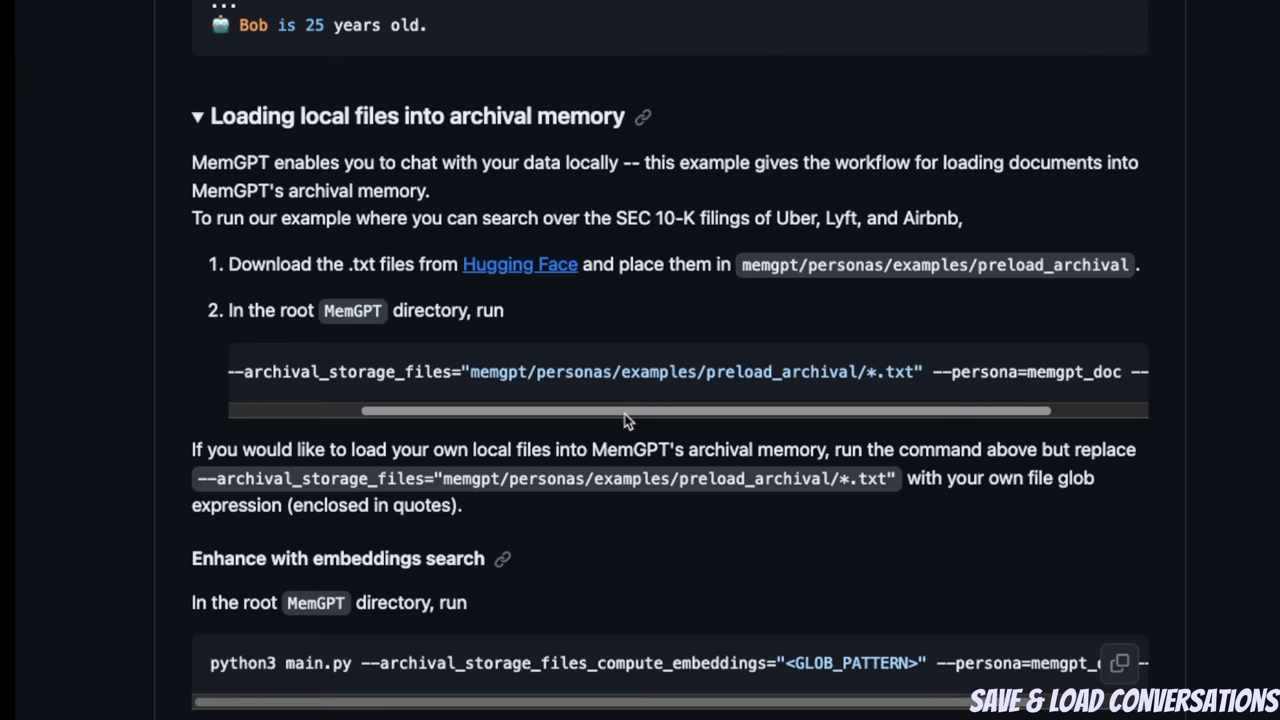 ...
🤖 Bob is 25 years old.
▼ Loading local files into archival memory
MemGPT enables you to chat with your data locally -- this example gives the workflow for loading documents into
MemGPT's archival memory.
To run our example where you can search over the SEC 10-K filings of Uber, Lyft, and Airbnb,
1. Download the .txt files from Hugging Face and place them in memgpt/personas/examples/preload_archival.
2. In the root MemGPT directory, run
--archival_storage_files="memgpt/personas/examples/preload_archival/*.txt" --persona=memgpt_doc --
If you would like to load your own local files into MemGPT's archival memory, run the command above but replace
--archival_storage_files="memgpt/personas/examples/preload_archival/*.txt" with your own file glob
expression (enclosed in quotes).
Enhance with embeddings search
In the root MemGPT directory, run
python3 main.py --archival_storage_files_compute_embeddings="<GLOB_PATTERN>" --persona=memgpt_ --
SAVE & LOAD CONVERSATIONS